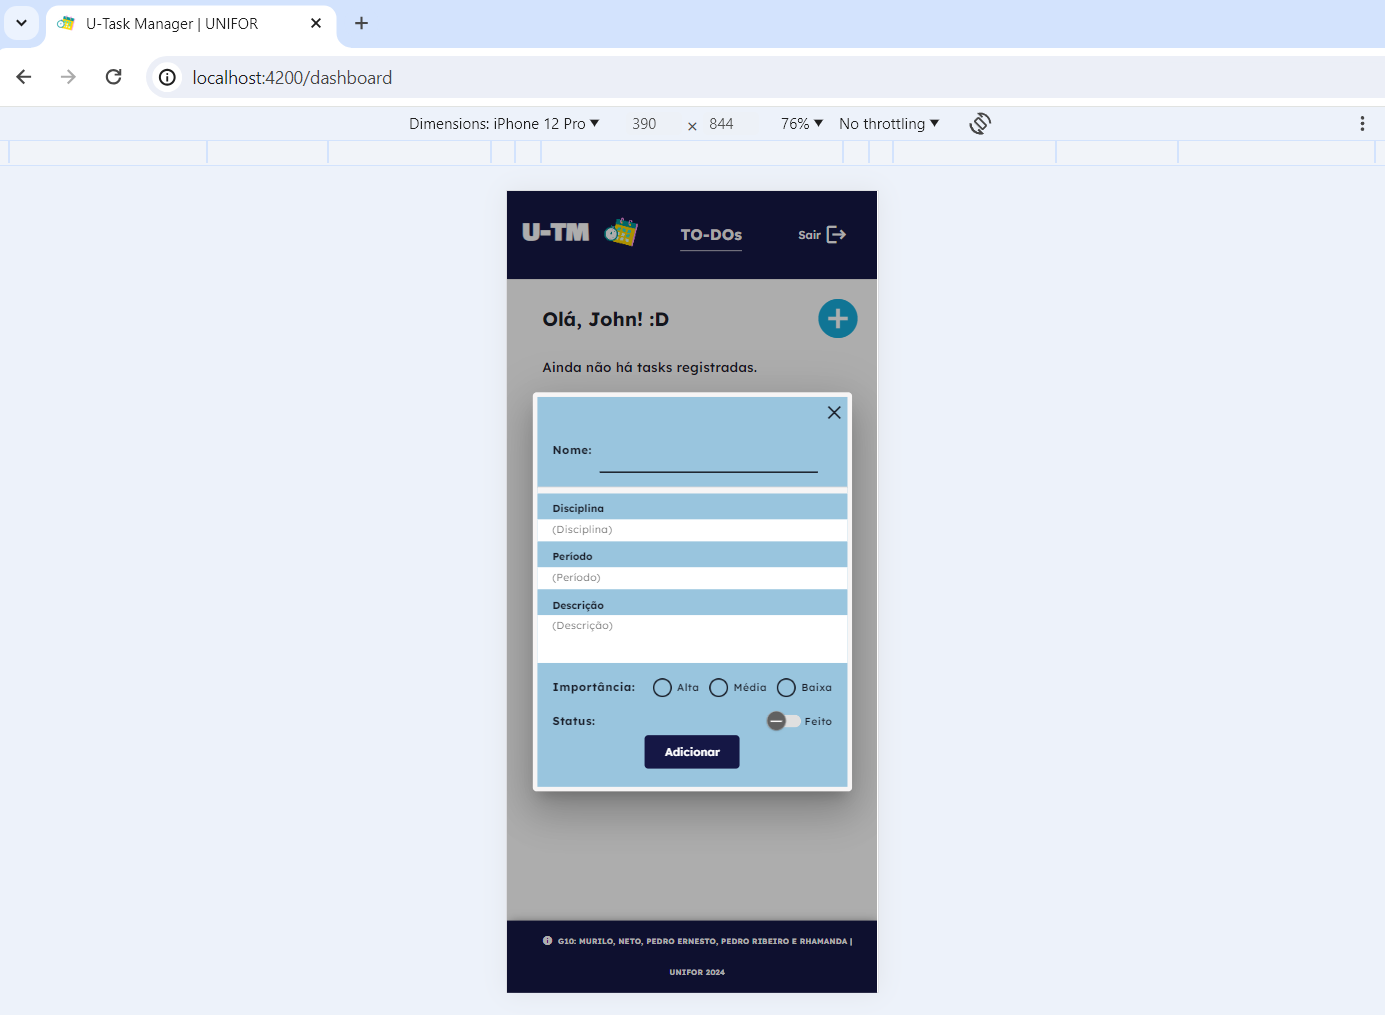 U-Task Manager | UNIFOR
localhost:4200/dashboard
Dimensions: iPhone 12 Pro 390 × 844 76% No throttling
U-TM TO-DOs Sair
Olá, John! :D
Ainda não há tasks registradas.
Nome:
Disciplina
(Disciplina)
Período
(Período)
Descrição
(Descrição)
Importância: Alta Média Baixa
Status: Feito
Adicionar
G10: MURILO, NETO, PEDRO ERNESTO, PEDRO RIBEIRO E RHAMANDA |
UNIFOR 2024